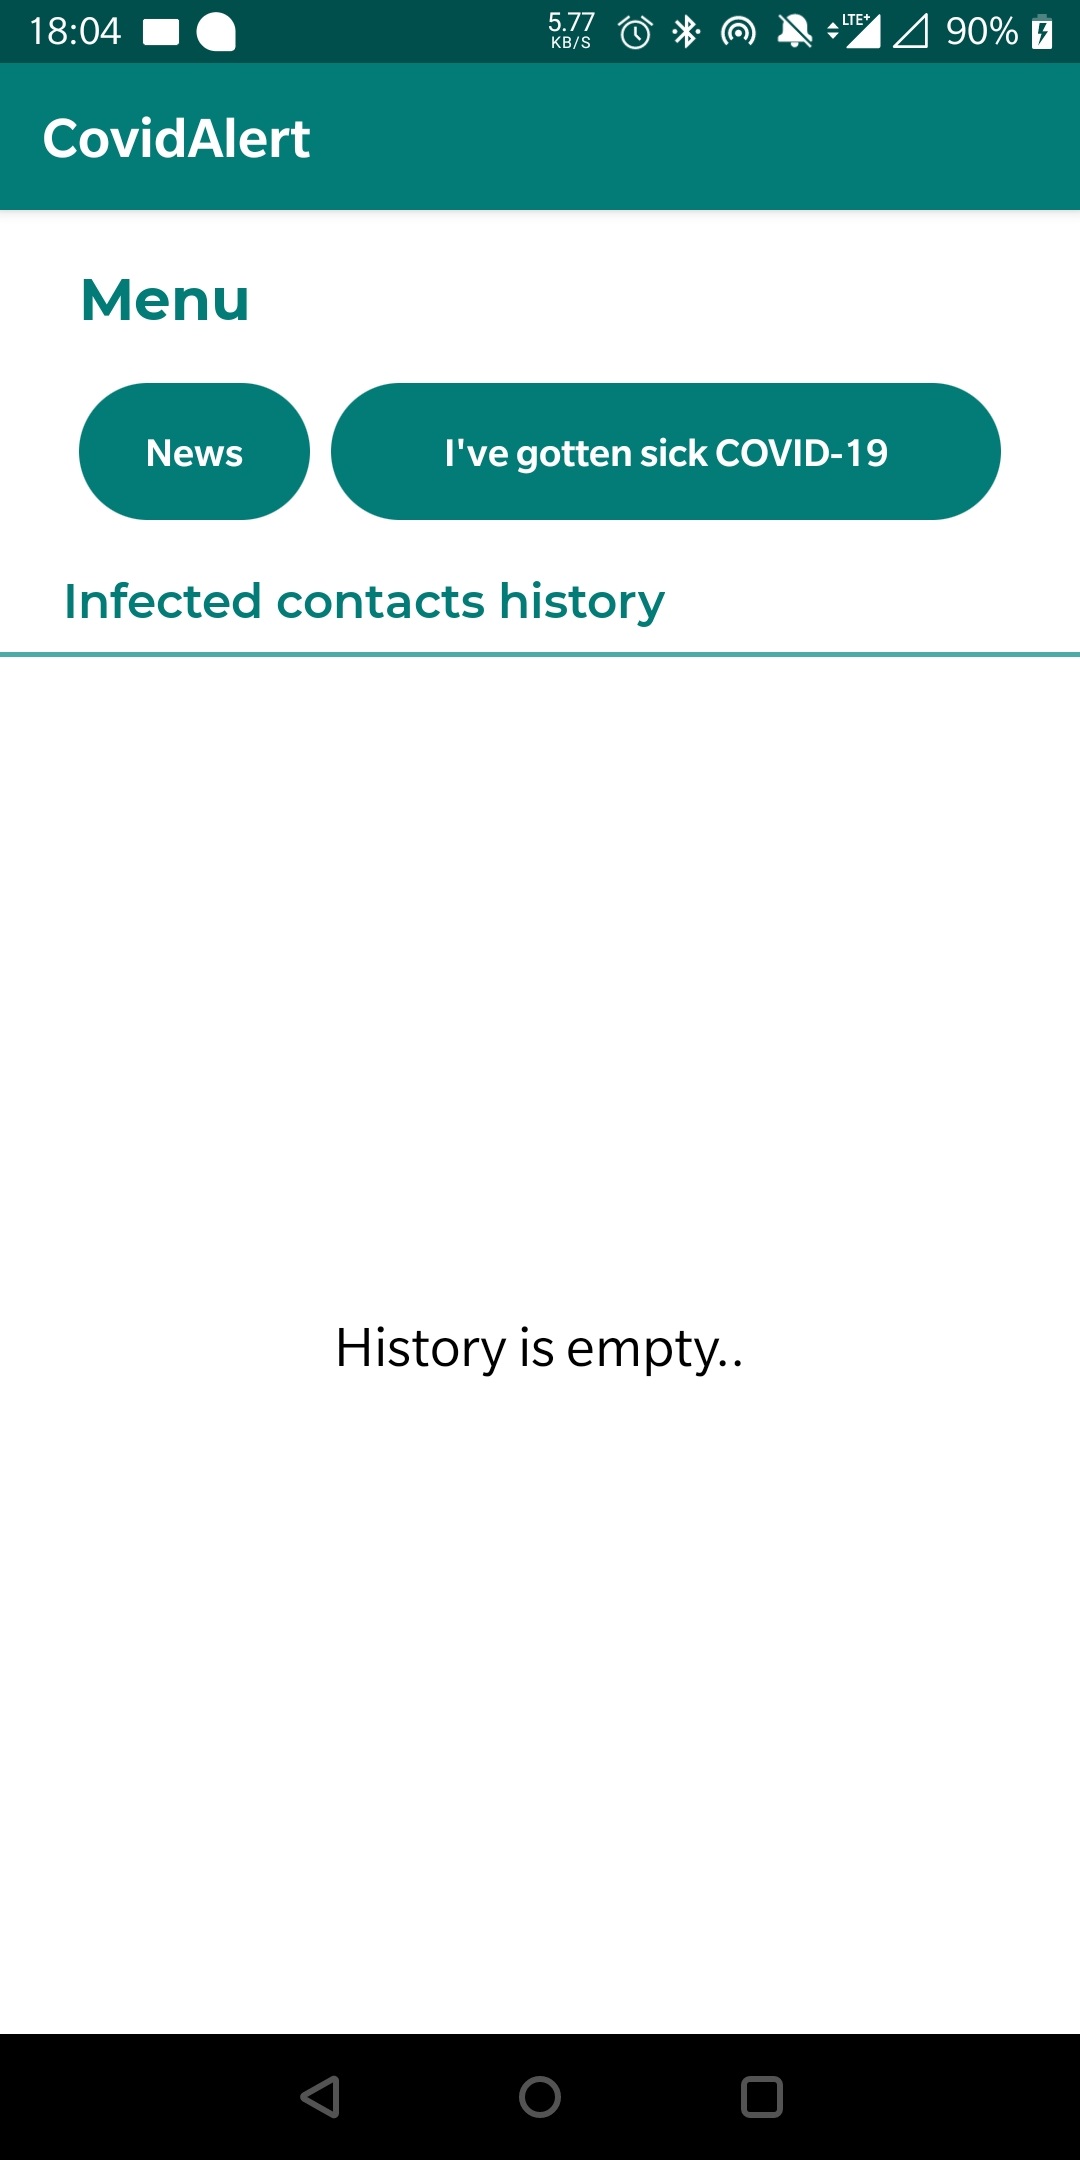 18:04 5.77 KB/S LTE+ 90%
CovidAlert
Menu
News I've gotten sick COVID-19
Infected contacts history
History is empty..